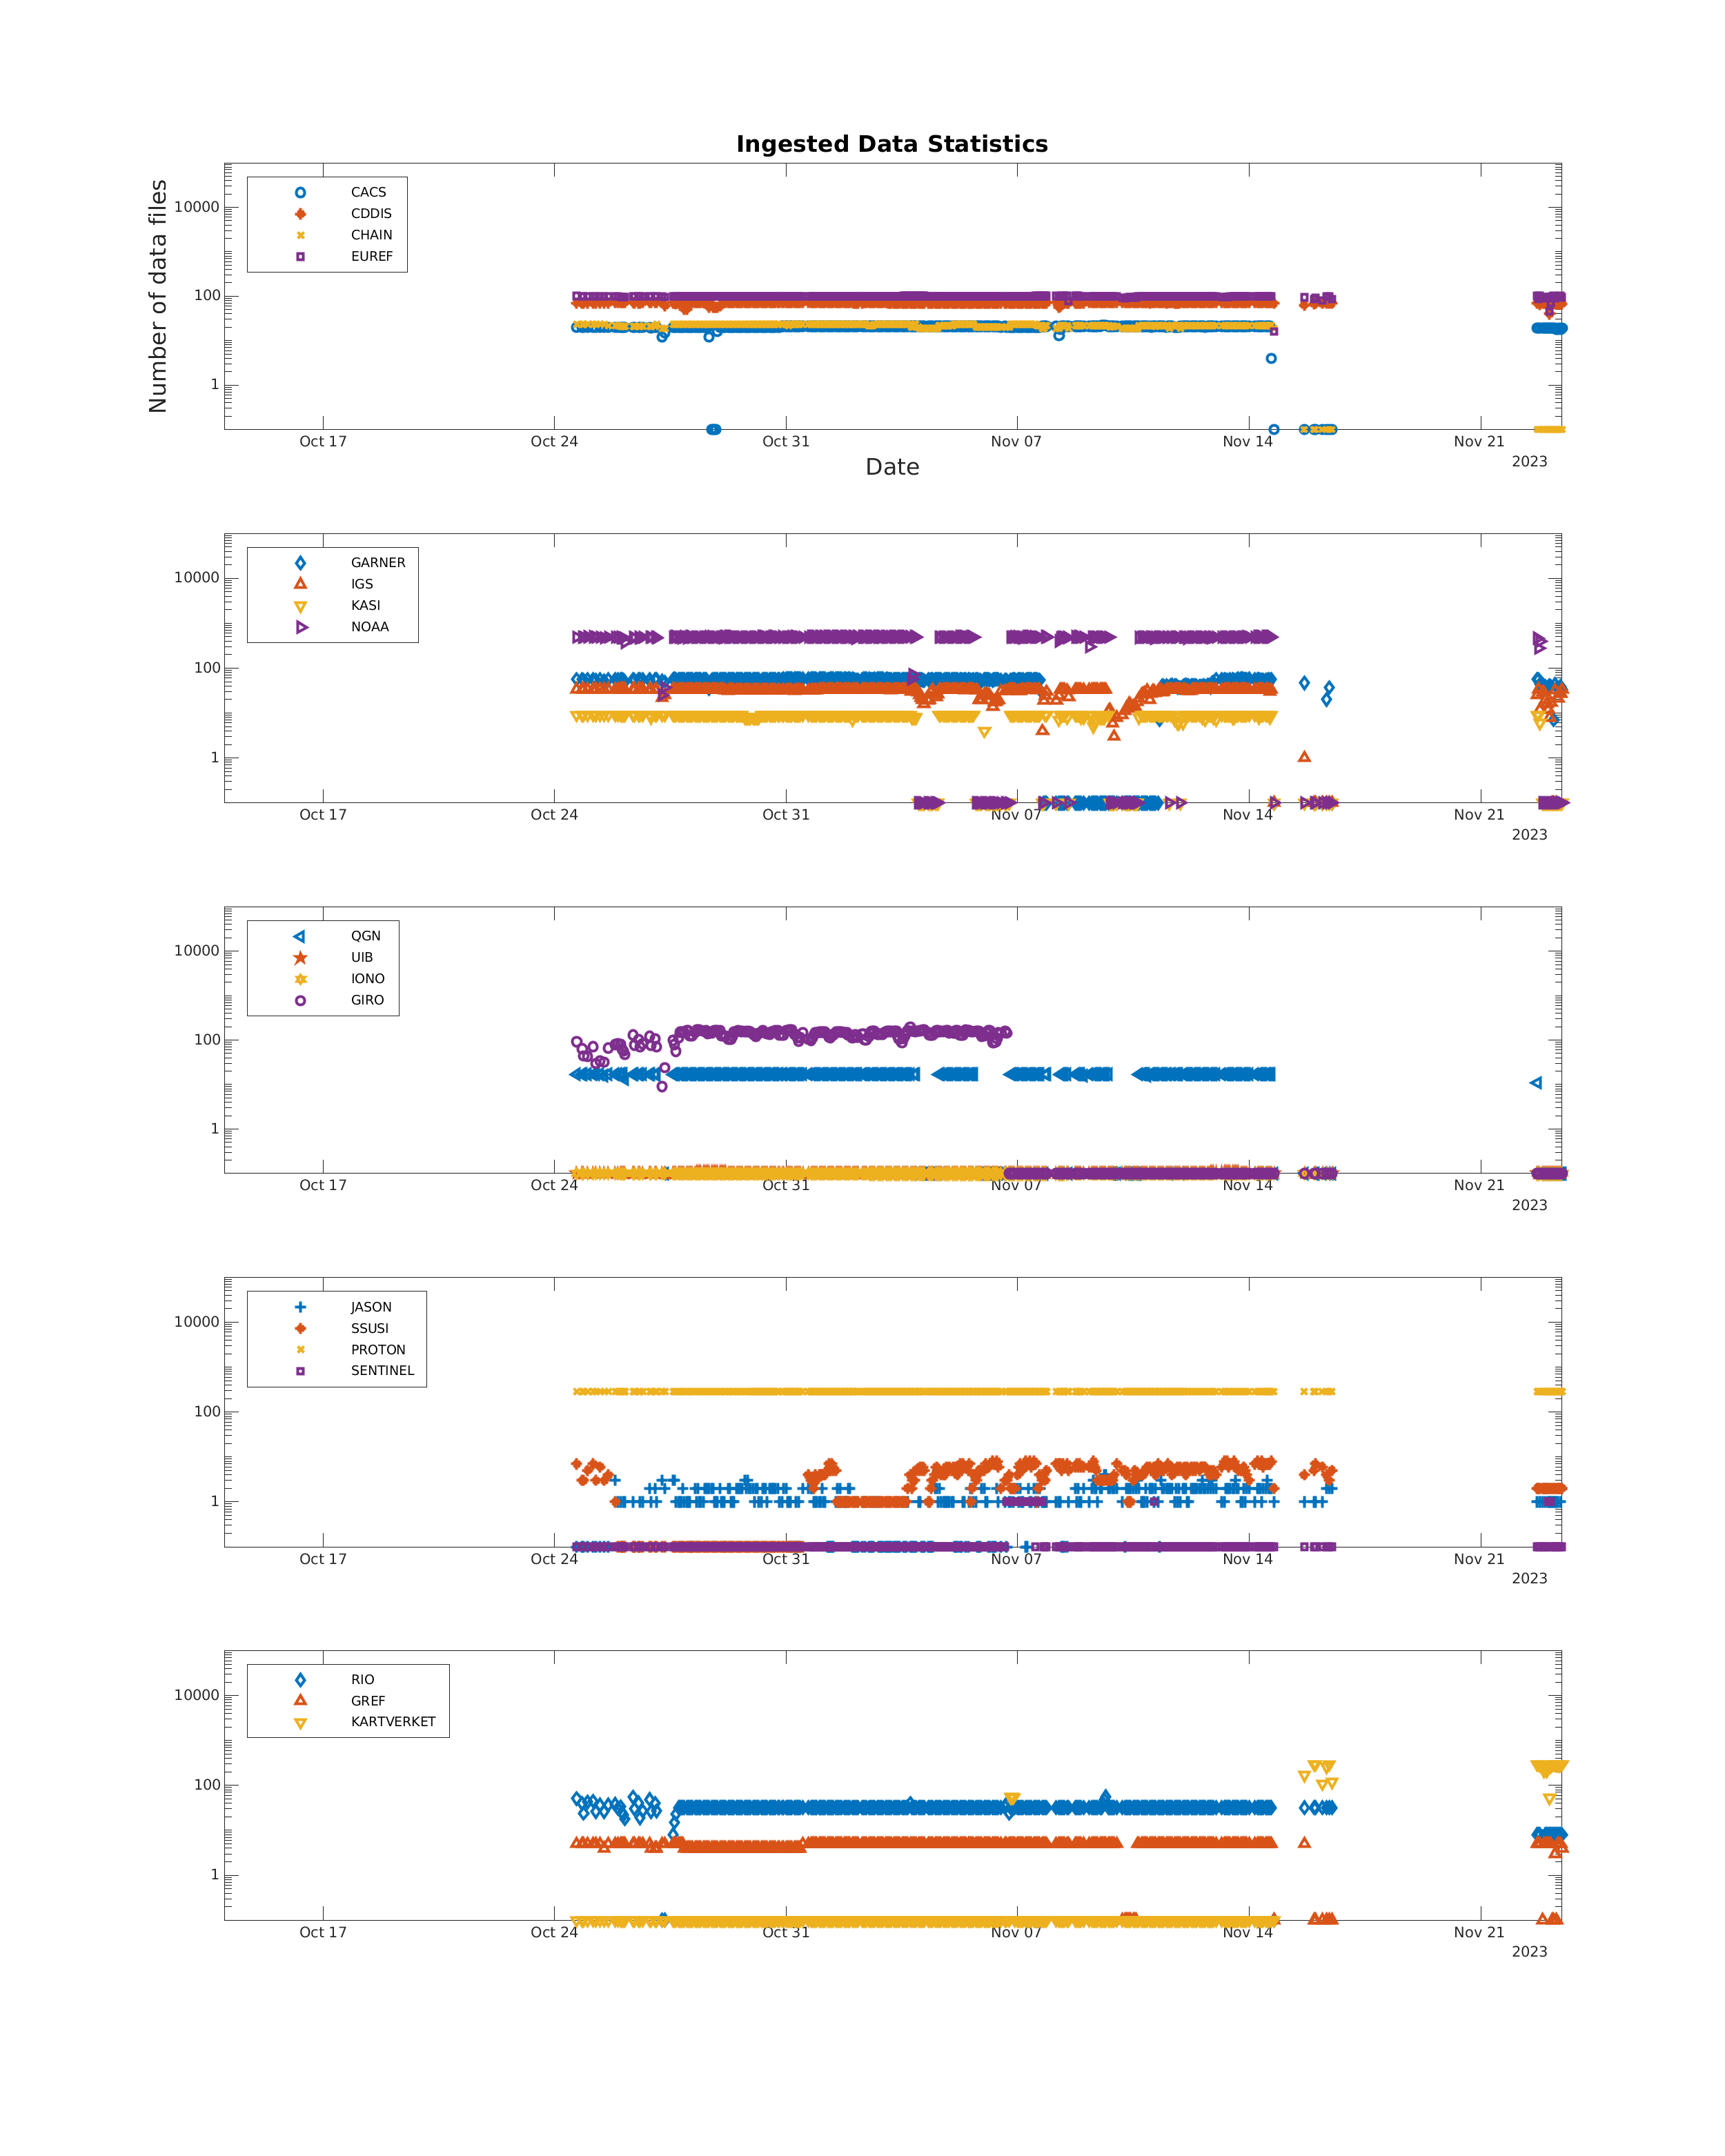 Ingested Data Statistics
Number of data files
10000
100
1
CACS
CDDIS
CHAIN
EUREF
Oct 17 Oct 24 Oct 31 Nov 07 Nov 14 Nov 21
2023
Date
10000
100
1
GARNER
IGS
KASI
NOAA
Oct 17 Oct 24 Oct 31 Nov 07 Nov 14 Nov 21
2023
10000
100
1
QGN
UIB
IONO
GIRO
Oct 17 Oct 24 Oct 31 Nov 07 Nov 14 Nov 21
2023
10000
100
1
JASON
SSUSI
PROTON
SENTINEL
Oct 17 Oct 24 Oct 31 Nov 07 Nov 14 Nov 21
2023
10000
100
1
RIO
GREF
KARTVERKET
Oct 17 Oct 24 Oct 31 Nov 07 Nov 14 Nov 21
2023